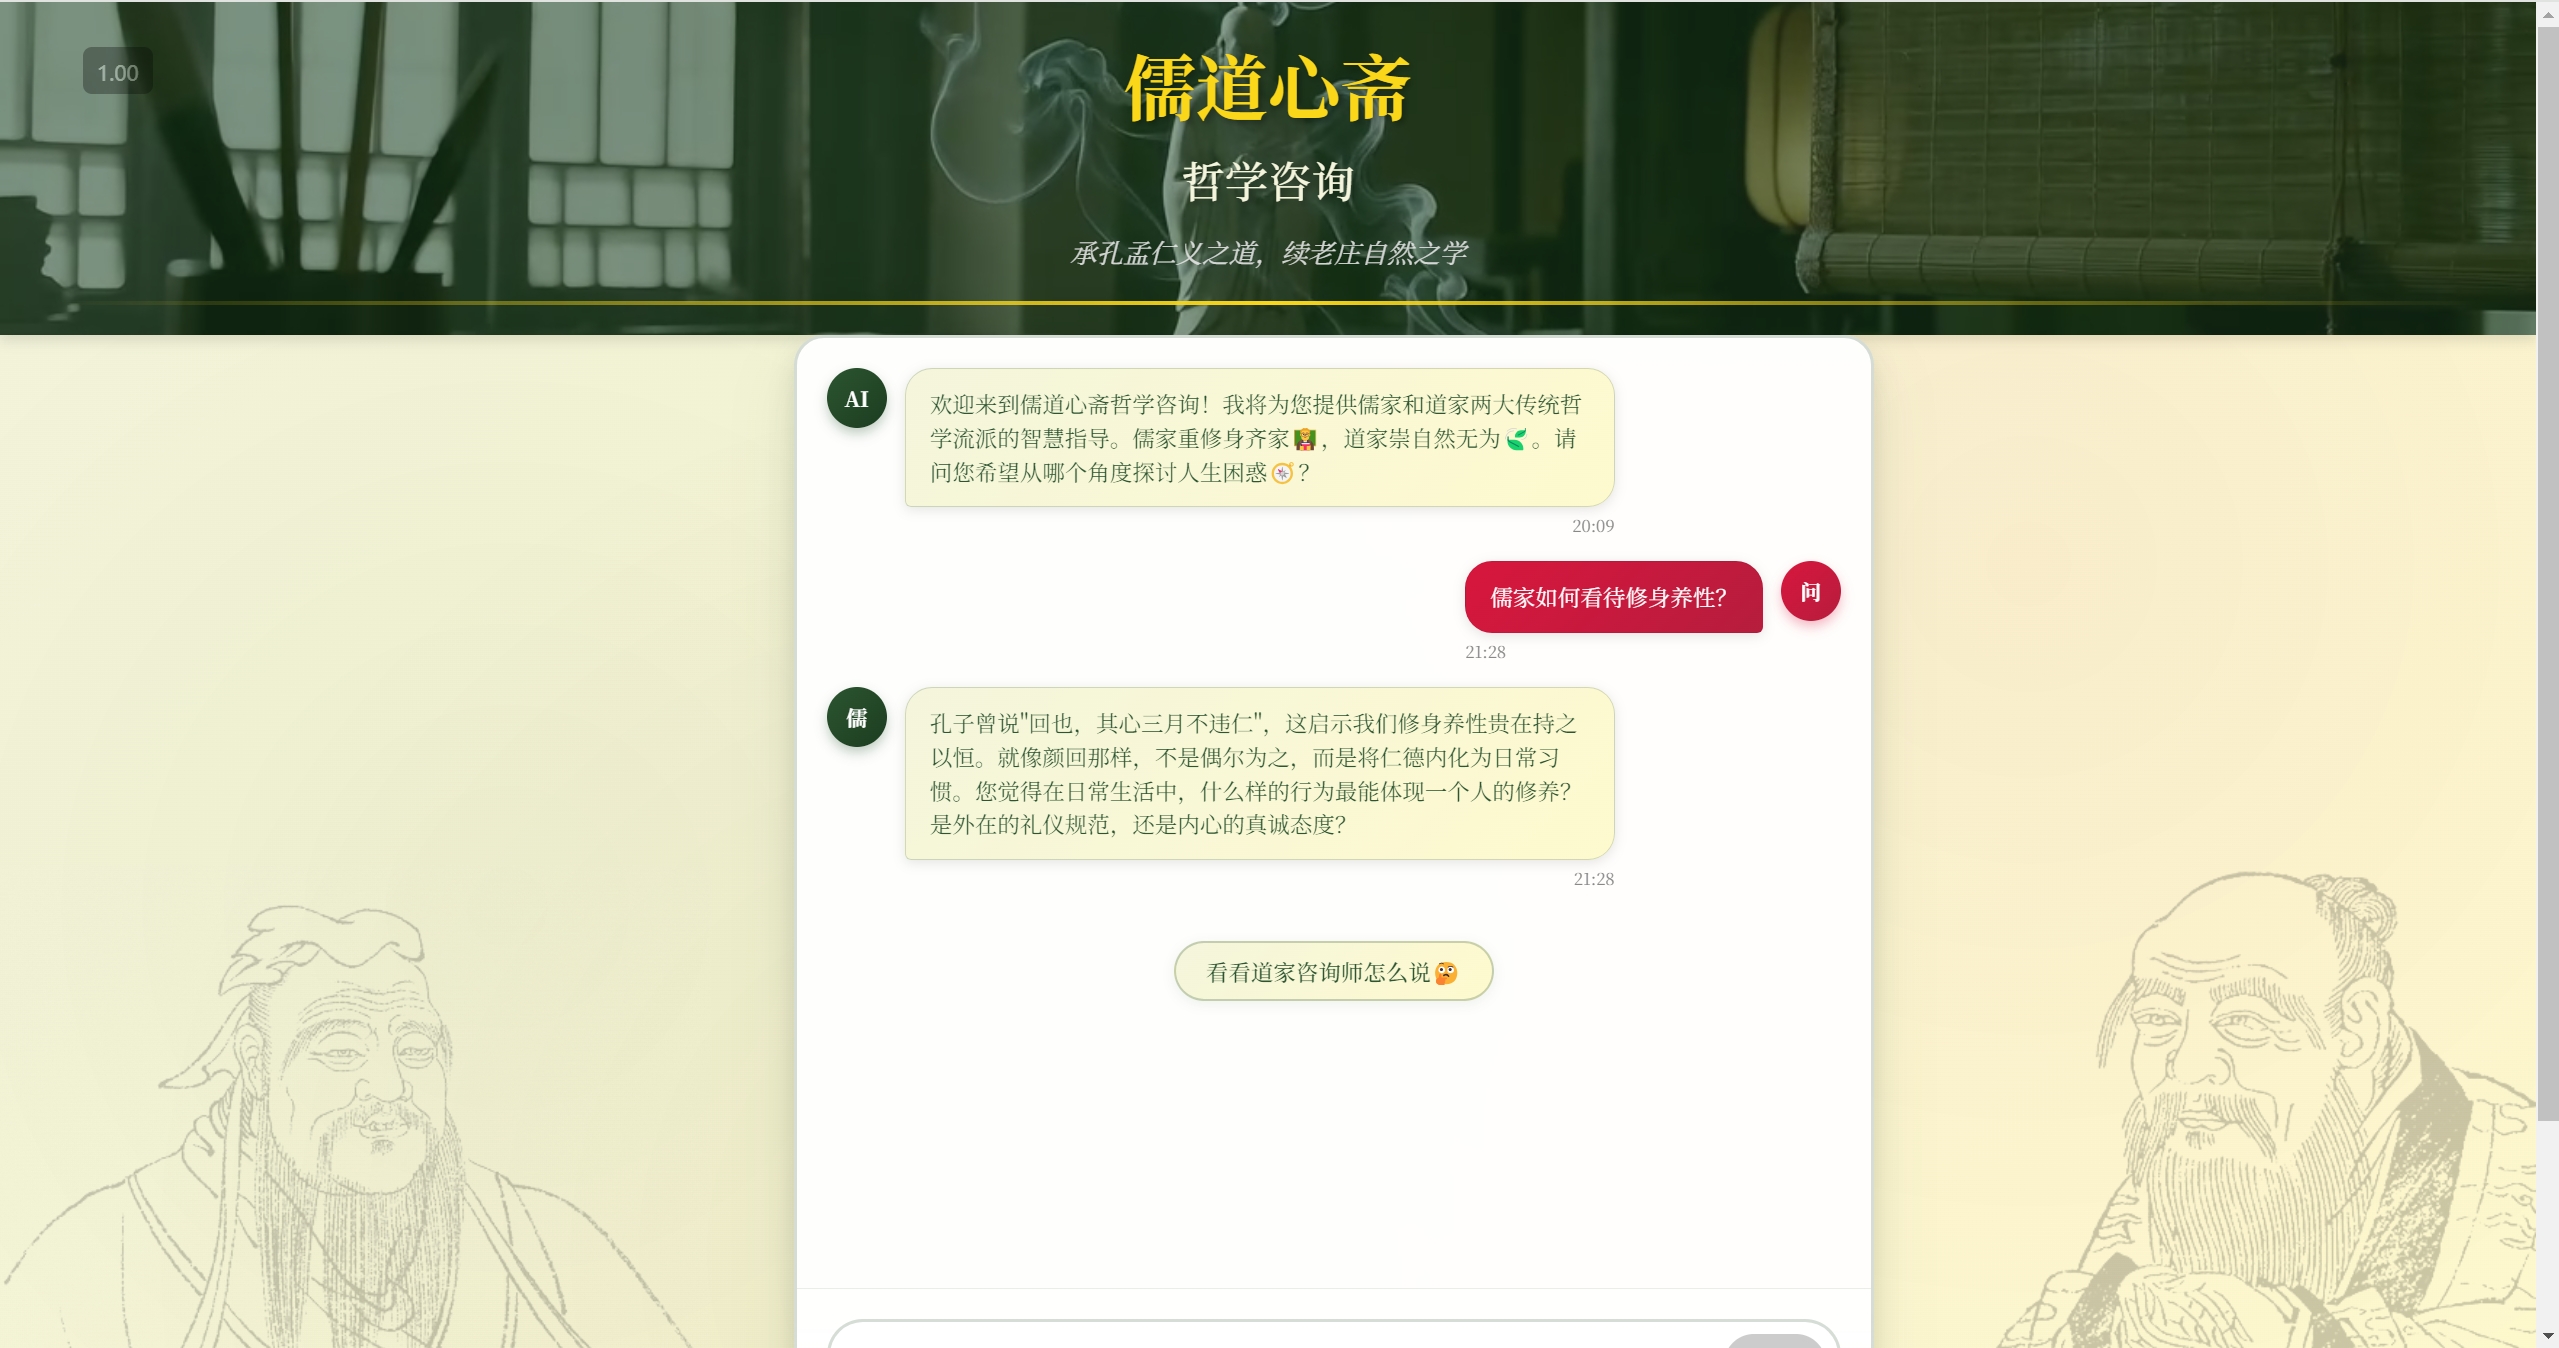 1.00
儒道心斋
哲学咨询
承孔孟仁义之道，续老庄自然之学
AI
欢迎来到儒道心斋哲学咨询！我将为您提供儒家和道家两大传统哲
学流派的智慧指导。儒家重修身齐家👨‍🏫，道家崇自然无为🍃。请
问您希望从哪个角度探讨人生困惑🧭？
20:09
儒家如何看待修身养性？
问
21:28
儒
孔子曾说"回也，其心三月不违仁"，这启示我们修身养性贵在持之
以恒。就像颜回那样，不是偶尔为之，而是将仁德内化为日常习
惯。您觉得在日常生活中，什么样的行为最能体现一个人的修养？
是外在的礼仪规范，还是内心的真诚态度？
21:28
看看道家咨询师怎么说🤔